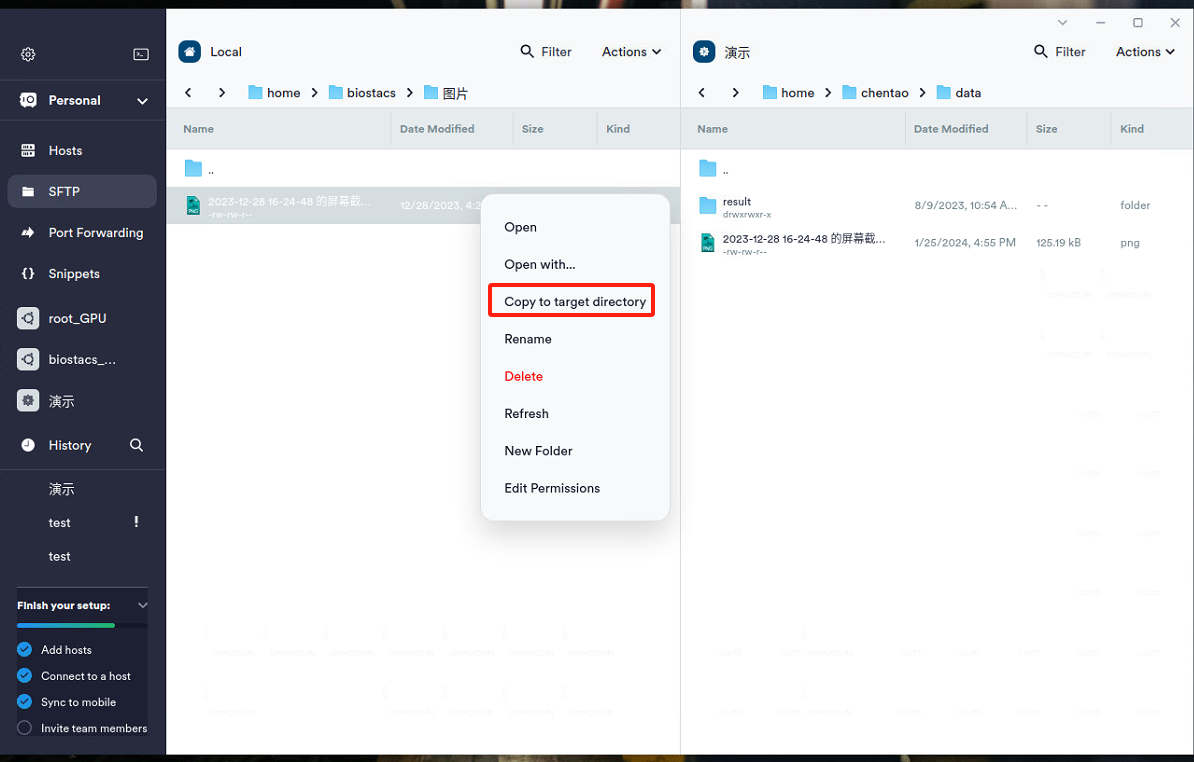 Personal
Hosts
SFTP
Port Forwarding
Snippets
root_GPU
biostacs_...
演示
History
演示
test !
test
Finish your setup:
Add hosts
Connect to a host
Sync to mobile
Invite team members
Local
Filter
Actions
home
biostacs
图片
Name
Date Modified
Size
Kind
..
2023-12-28 16-24-48 的屏幕截...
-rw-rw-r--
12/28/2023, 4:2
Open
Open with...
Copy to target directory
Rename
Delete
Refresh
New Folder
Edit Permissions
演示
Filter
Actions
home
chentao
data
Name
Date Modified
Size
Kind
..
result
drwxrwxr-x
8/9/2023, 10:54 A...
- -
folder
2023-12-28 16-24-48 的屏幕截...
-rw-rw-r--
1/25/2024, 4:55 PM
125.19 kB
png